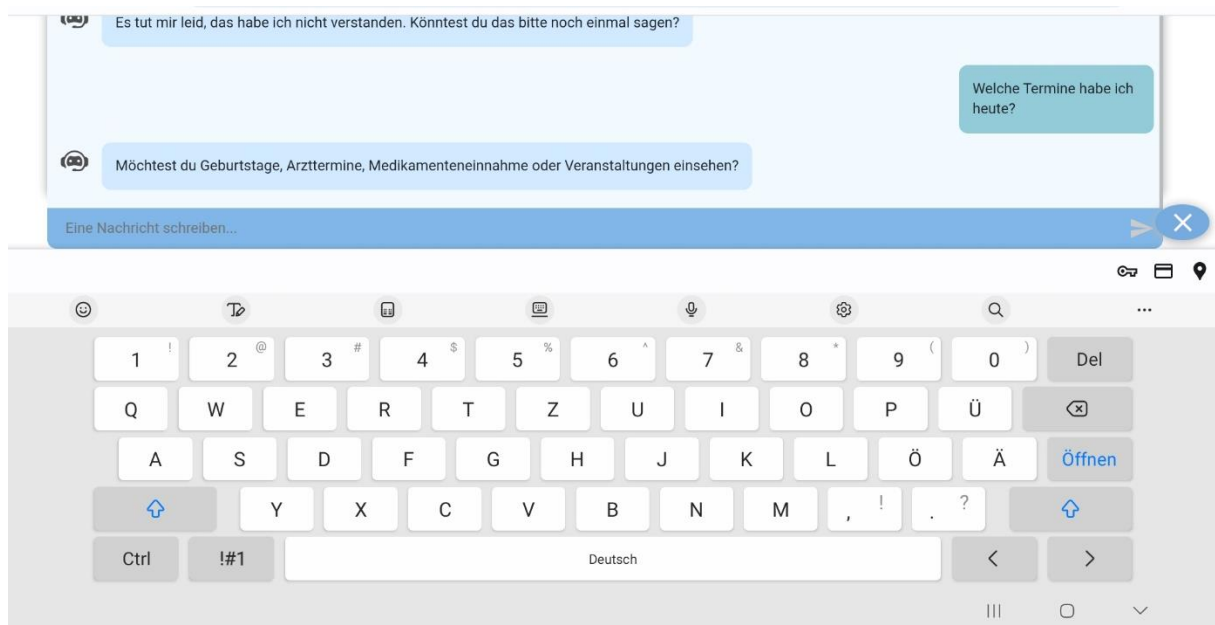 Es tut mir leid, das habe ich nicht verstanden. Könntest du das bitte noch einmal sagen?
Welche Termine habe ich
heute?
Möchtest du Geburtstage, Arzttermine, Medikamenteneinnahme oder Veranstaltungen einsehen?
Eine Nachricht schreiben...
1 ! 2 @ 3 # 4 $ 5 % 6 ^ 7 & 8 * 9 ( 0 ) Del
Q W E R T Z U I O P Ü
A S D F G H J K L Ö Ä Öffnen
Y X C V B N M , ! . ?
Ctrl !#1 Deutsch < >